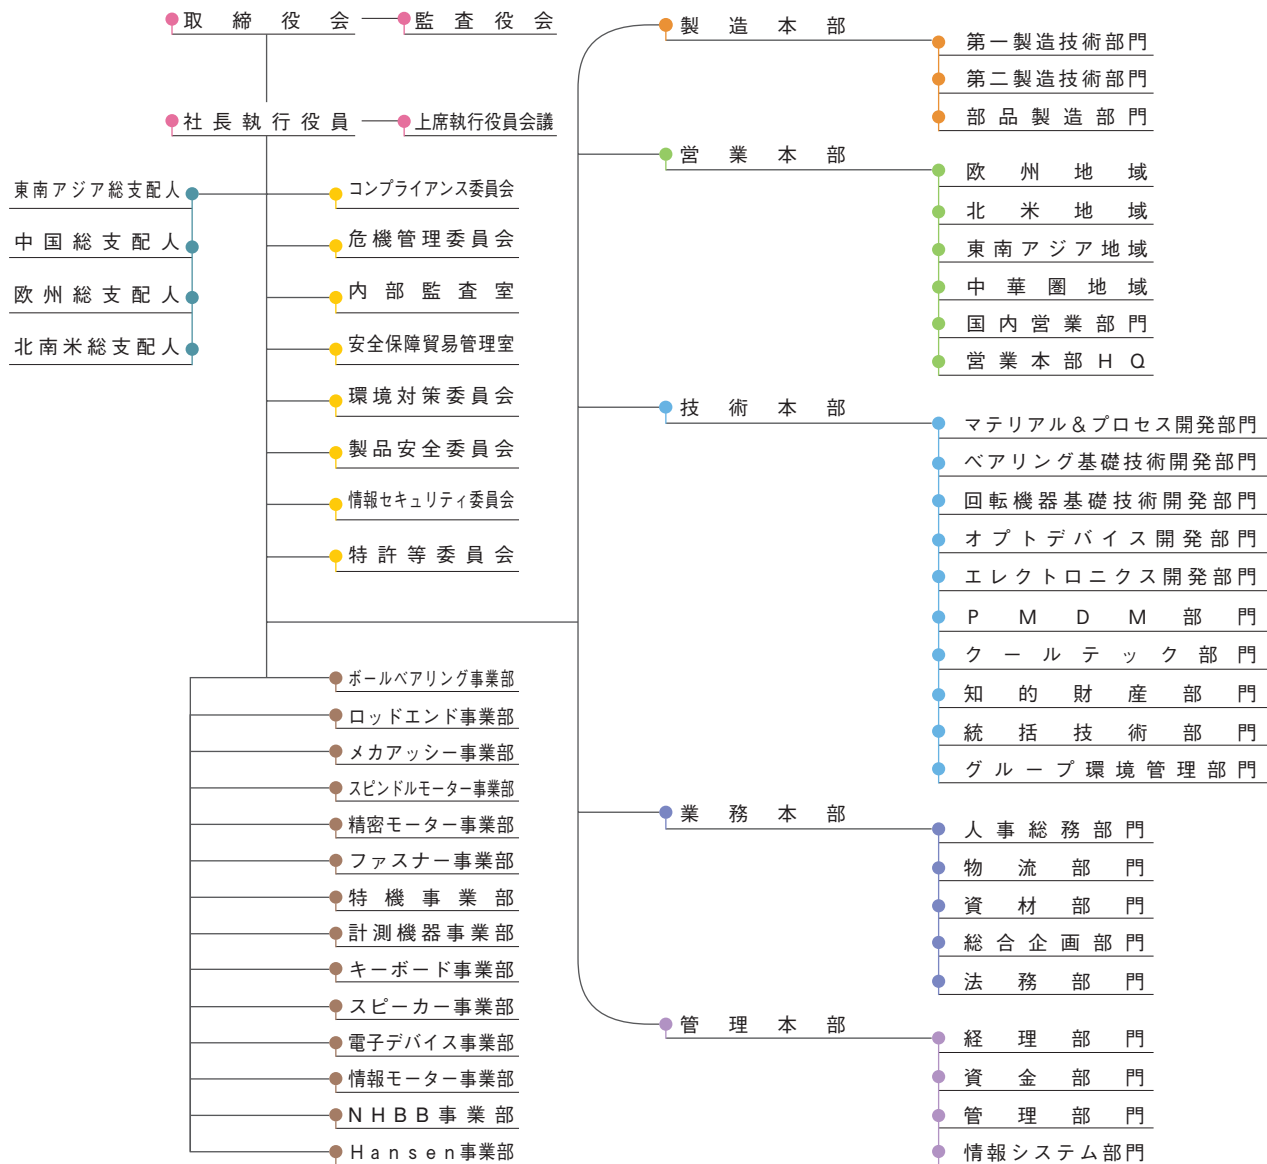 取締役会
監査役会
社長執行役員
上席執行役員会議
東南アジア総支配人
中国総支配人
欧州総支配人
北南米総支配人
コンプライアンス委員会
危機管理委員会
内部監査室
安全保障貿易管理室
環境対策委員会
製品安全委員会
情報セキュリティ委員会
特許等委員会
ボールベアリング事業部
ロッドエンド事業部
メカアッシー事業部
スピンドルモーター事業部
精密モーター事業部
ファスナー事業部
特機事業部
計測機器事業部
キーボード事業部
スピーカー事業部
電子デバイス事業部
情報モーター事業部
NHBB事業部
Hansen事業部
製造本部
第一製造技術部門
第二製造技術部門
部品製造部門
営業本部
欧州地域
北米地域
東南アジア地域
中華圏地域
国内営業部門
営業本部HQ
技術本部
マテリアル&プロセス開発部門
ベアリング基礎技術開発部門
回転機器基礎技術開発部門
オプトデバイス開発部門
エレクトロニクス開発部門
PMDM部門
クールテック部門
知的財産部門
統括技術部門
グループ環境管理部門
業務本部
人事総務部門
物流部門
資材部門
総合企画部門
法務部門
管理本部
経理部門
資金部門
管理部門
情報システム部門